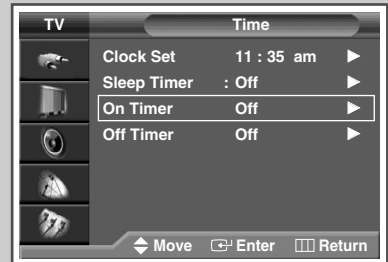 TV Time
Clock Set 11 : 35 am
Sleep Timer : Off
On Timer Off
Off Timer Off
Move Enter Return